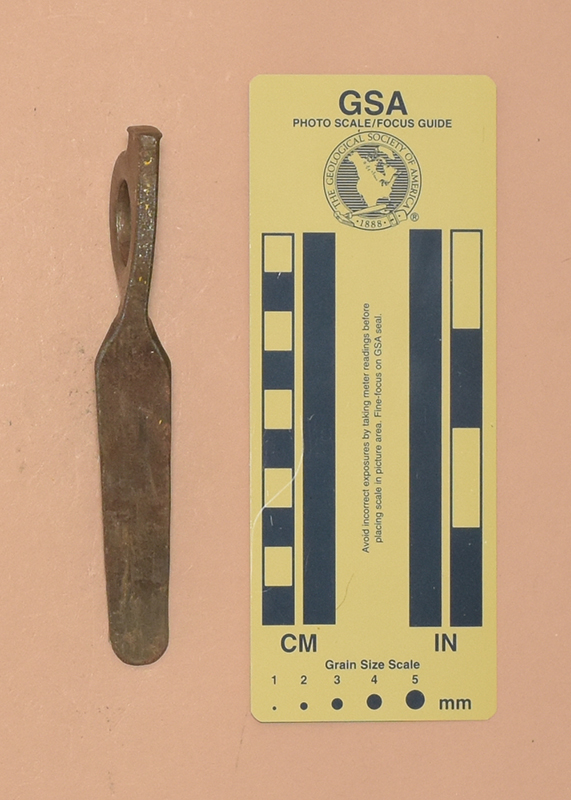 GSA
PHOTO SCALE/FOCUS GUIDE
THE GEOLOGICAL SOCIETY OF AMERICA
• 1888 •
®
Avoid incorrect exposures by taking meter readings before
placing scale in picture area. Fine-focus on GSA seal.
CM IN
Grain Size Scale
1 2 3 4 5
mm